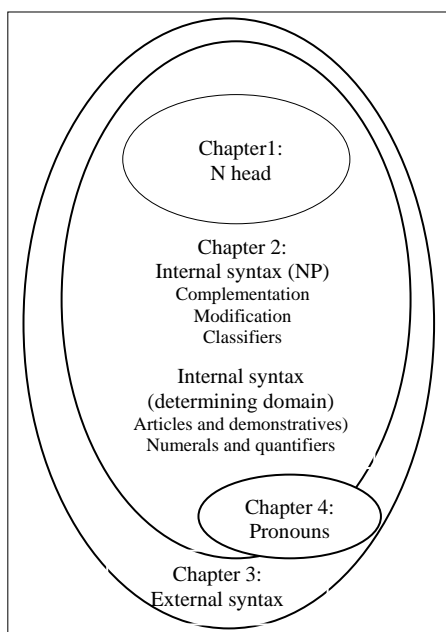 Chapter1:
N head
Chapter 2:
Internal syntax (NP)
Complementation
Modification
Classifiers
Internal syntax
(determining domain)
Articles and demonstratives)
Numerals and quantifiers
Chapter 4:
Pronouns
Chapter 3:
External syntax